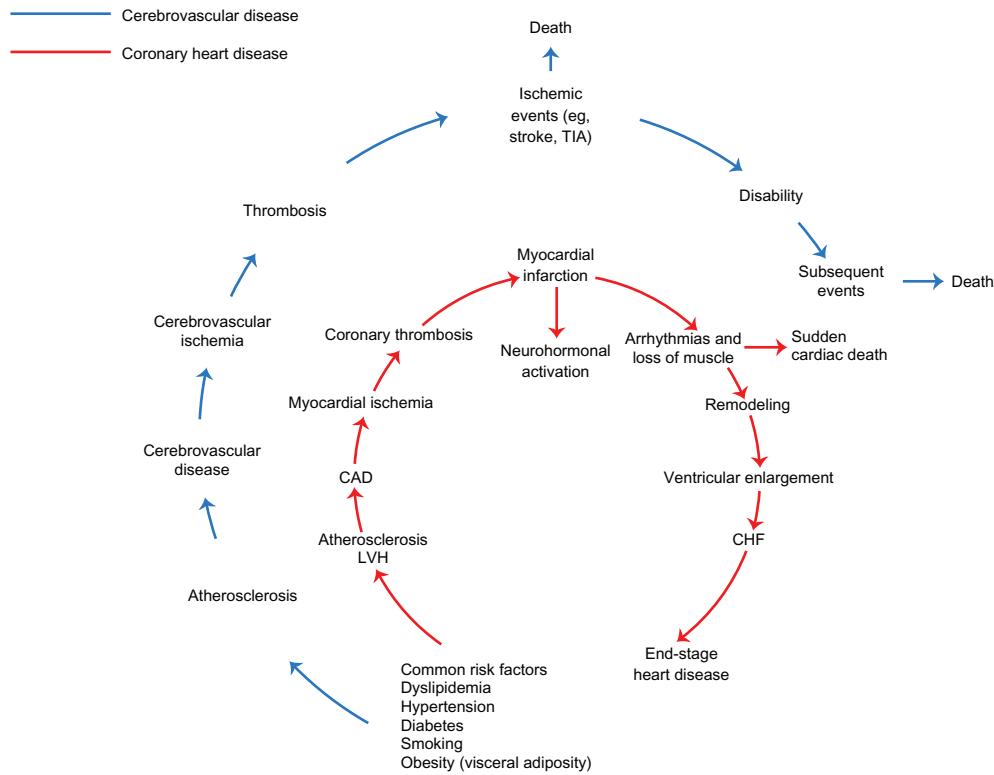 Cerebrovascular disease
Coronary heart disease
Death
Ischemic
events (eg,
stroke, TIA)
Disability
Thrombosis
Subsequent
events
Death
Myocardial
infarction
Cerebrovascular
ischemia
Coronary thrombosis
Neurohormonal
activation
Arrhythmias and
loss of muscle
Sudden
cardiac death
Myocardial ischemia
Remodeling
Cerebrovascular
disease
CAD
Ventricular enlargement
Atherosclerosis
LVH
CHF
Atherosclerosis
End-stage
heart disease
Common risk factors
Dyslipidemia
Hypertension
Diabetes
Smoking
Obesity (visceral adiposity)